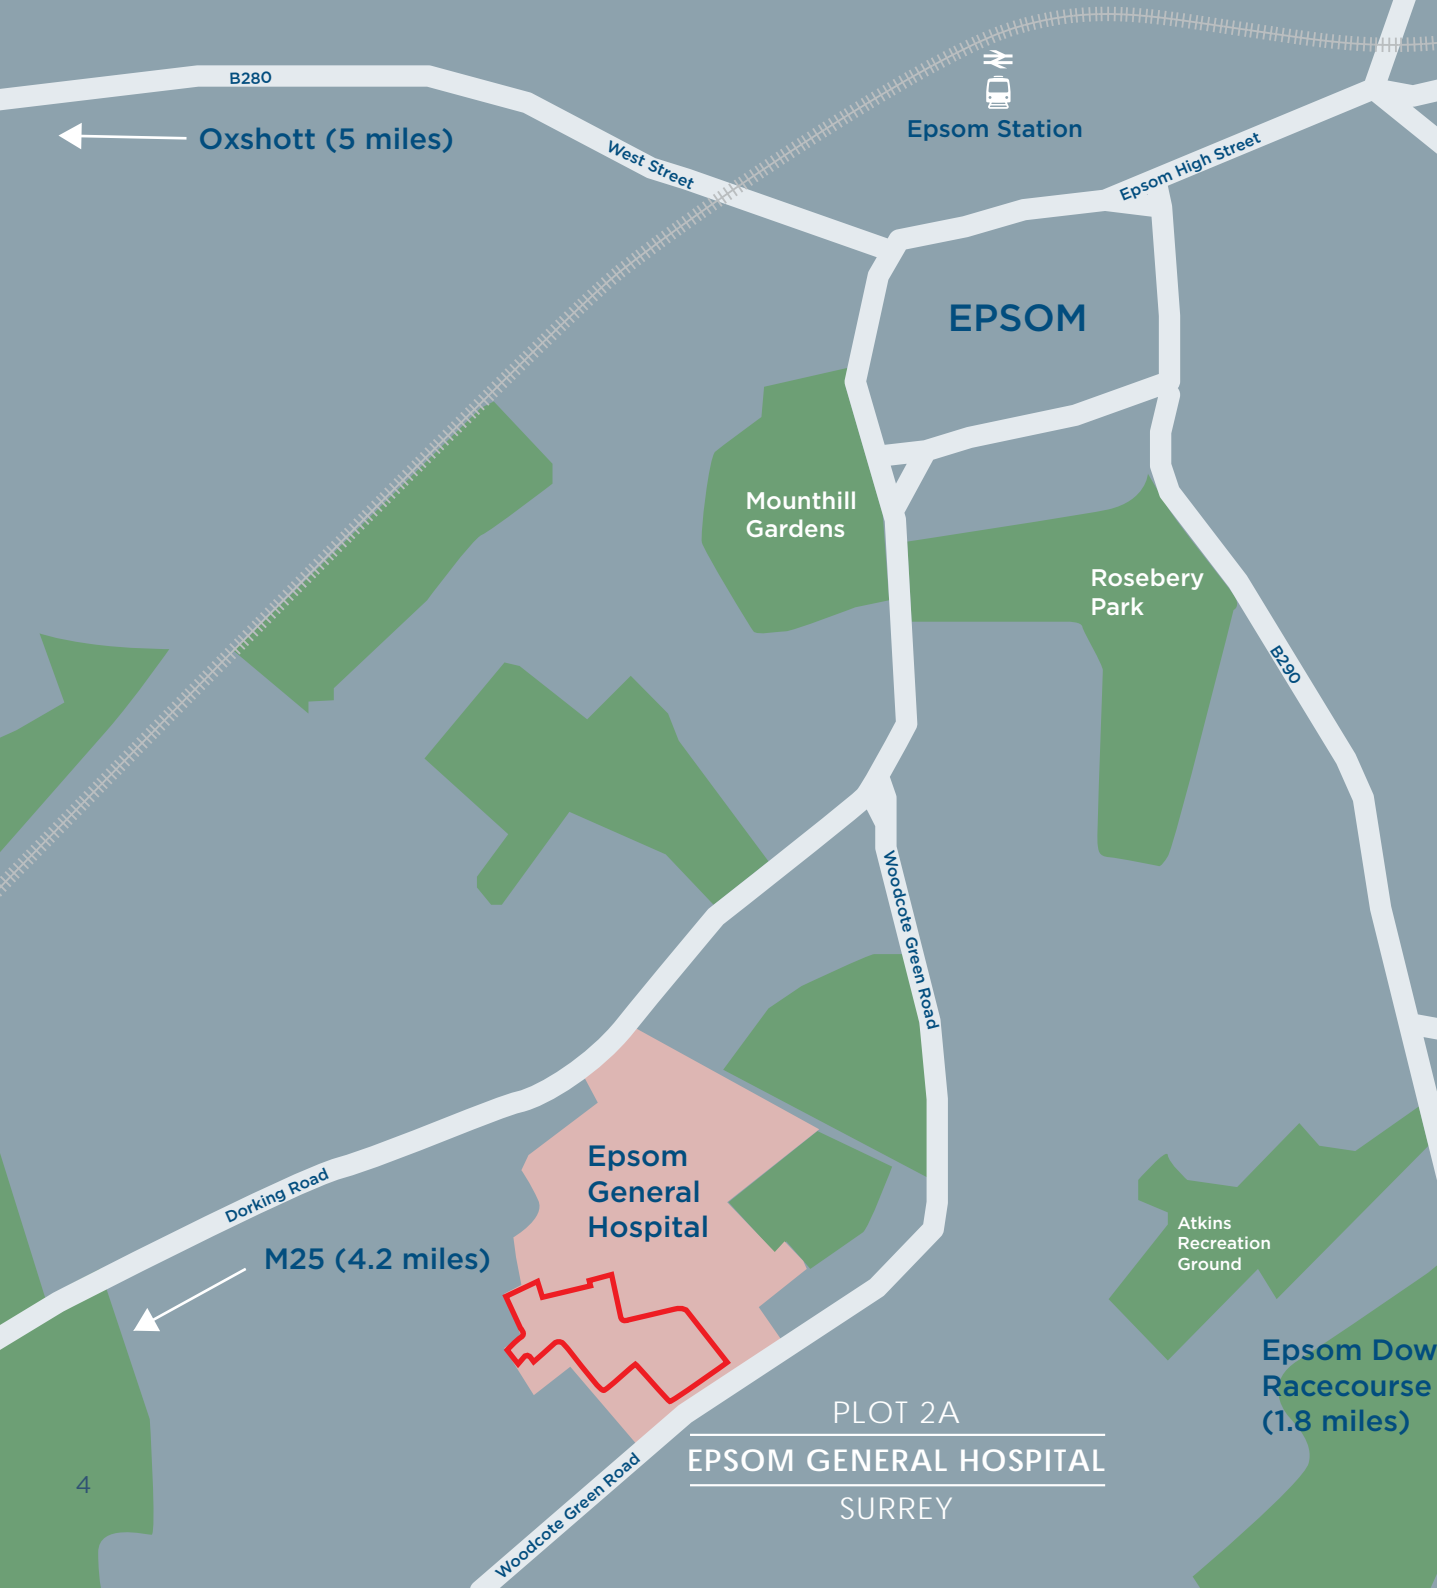 B280
Oxshott (5 miles)
West Street
Epsom Station
Epsom High Street
EPSOM
Mounthill
Gardens
Rosebery
Park
B290
Woodcote Green Road
Epsom
General
Hospital
Dorking Road
M25 (4.2 miles)
Atkins
Recreation
Ground
Epsom Dow
Racecourse
(1.8 miles)
PLOT 2A
EPSOM GENERAL HOSPITAL
SURREY
Woodcote Green Road
4